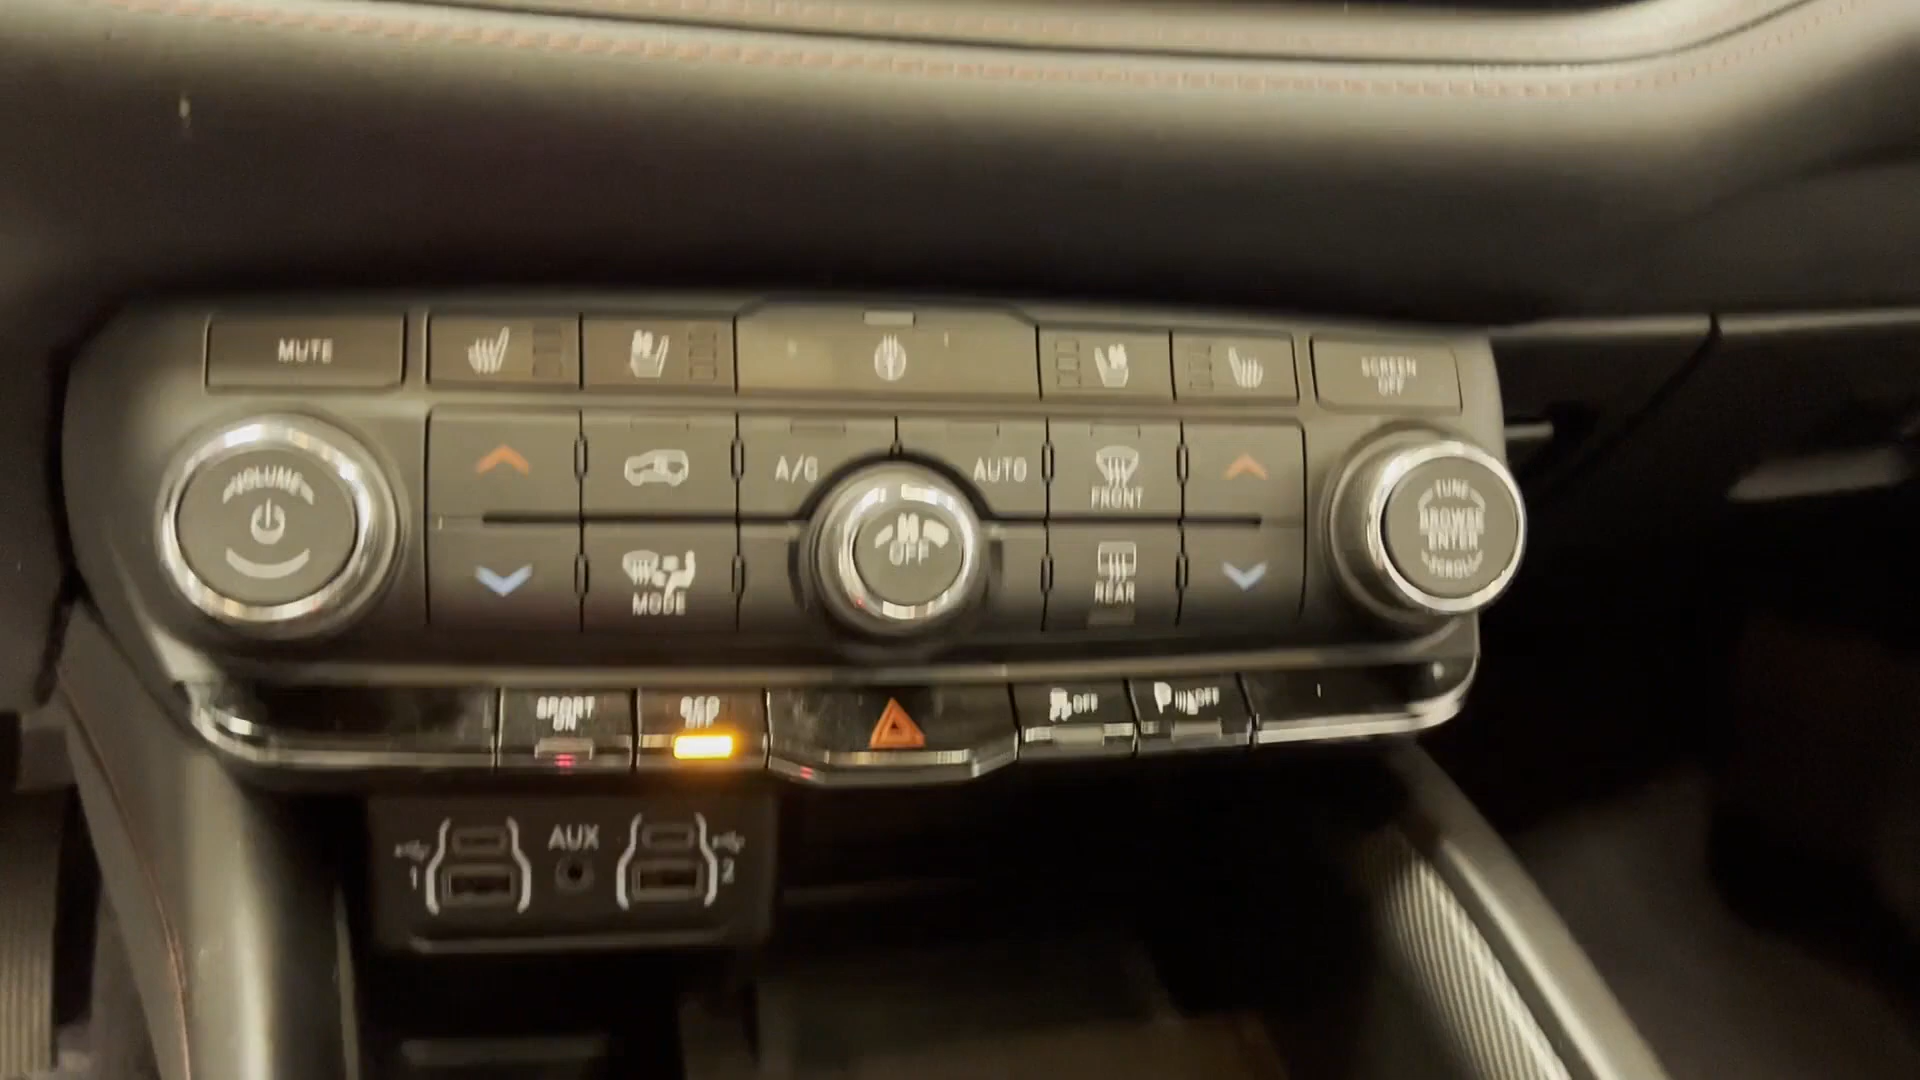 MUTE
SCREEN
OFF
VOLUME
A/C
AUTO
FRONT
OFF
TUNE
BROWSE
ENTER
SCROLL
MODE
REAR
SPORT
ON
ECO
OFF
OFF
P OFF
AUX
1
2